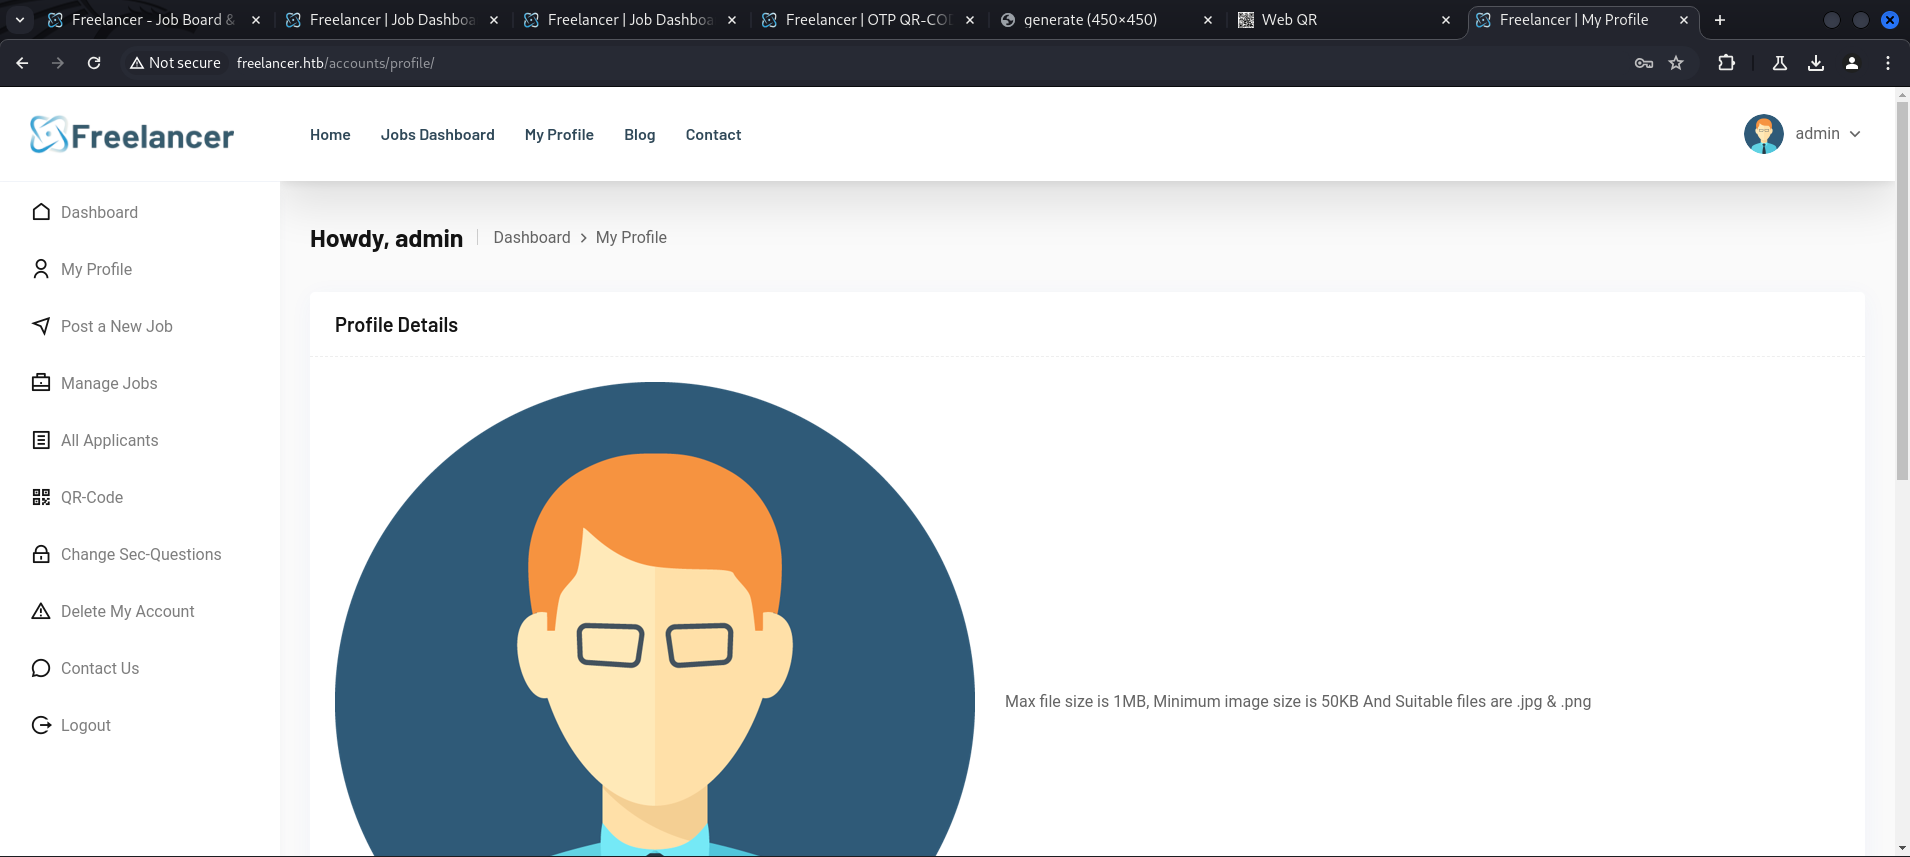 Freelancer - Job Board &
Freelancer | Job Dashboa
Freelancer | Job Dashboa
Freelancer | OTP QR-COD
generate (450×450)
Web QR
Freelancer | My Profile
Not secure
freelancer.htb/accounts/profile/
Freelancer
Home
Jobs Dashboard
My Profile
Blog
Contact
admin
Dashboard
My Profile
Post a New Job
Manage Jobs
All Applicants
QR-Code
Change Sec-Questions
Delete My Account
Contact Us
Logout
Howdy, admin
Dashboard > My Profile
Profile Details
Max file size is 1MB, Minimum image size is 50KB And Suitable files are .jpg & .png